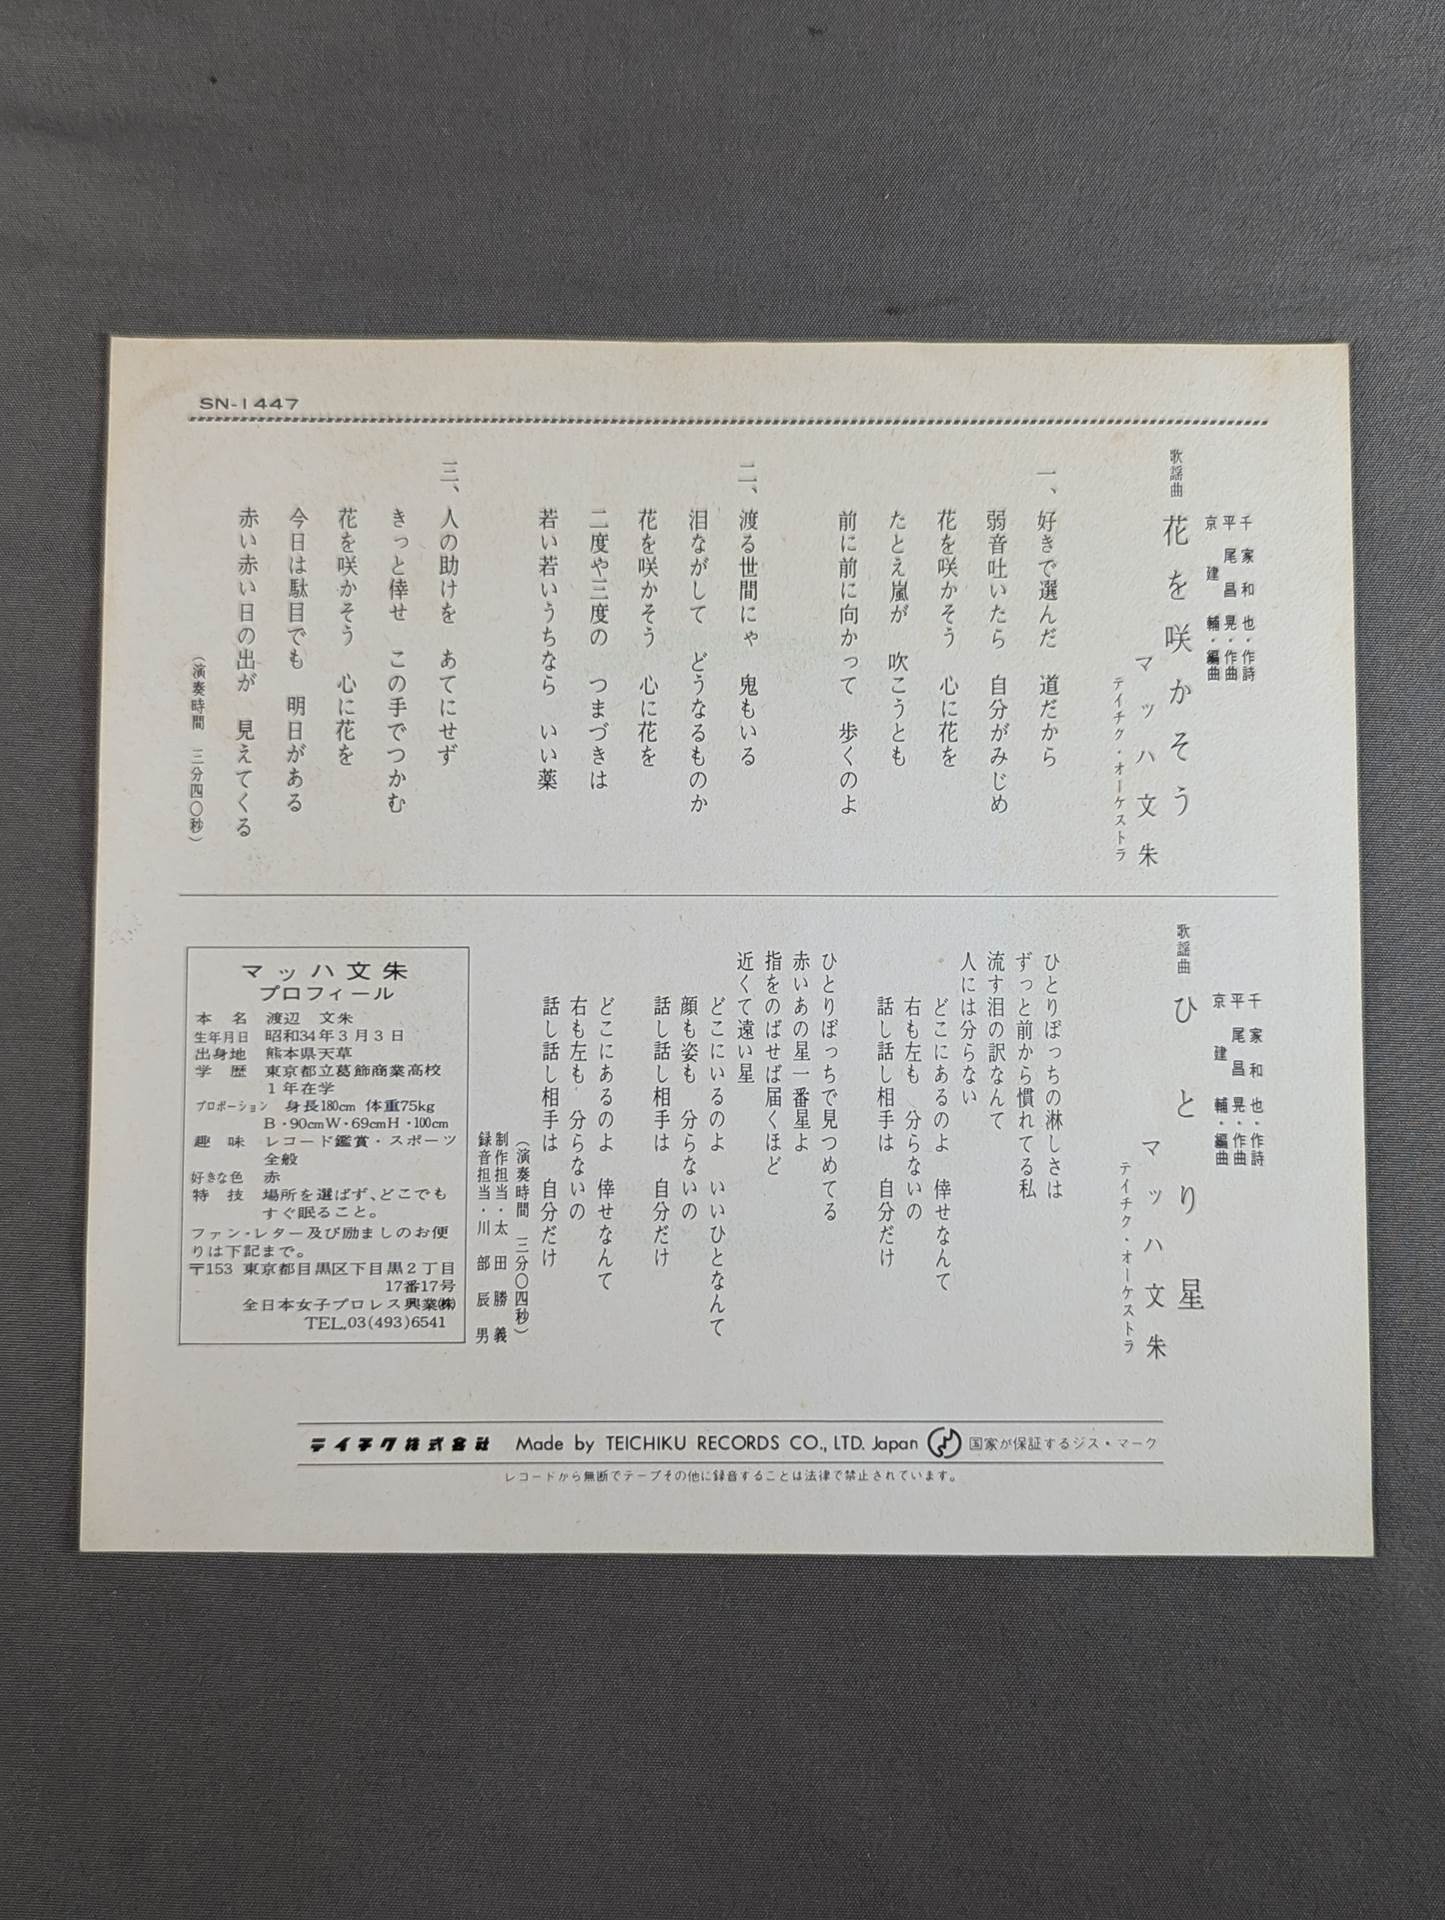 SN-1447
千家和也・作詩
平尾昌晃・作曲
京建輔・編曲
歌謡曲 花を咲かそう
マッハ文朱
テイチク・オーケストラ
一、好きで選んだ 道だから
弱音吐いたら 自分がみじめ
花を咲かそう 心に花を
たとえ嵐が 吹こうとも
前に前に向かって 歩くのよ
二、渡る世間にゃ 鬼もいる
泪ながして どうなるものか
花を咲かそう 心に花を
二度や三度の つまづきは
若い若いうちなら いい薬
三、人の助けを あてにせず
きっと倖せ この手でつかむ
花を咲かそう 心に花を
今日は駄目でも 明日がある
赤い赤い日の出が 見えてくる
(演奏時間 三分四〇秒)
千家和也・作詩
平尾昌晃・作曲
京建輔・編曲
歌謡曲 ひとり星
マッハ文朱
テイチク・オーケストラ
ひとりぼっちの淋しさは
ずっと前から慣れてる私
流す泪の訳なんて
人には分らない
どこにあるのよ 倖せなんて
右も左も 分らないの
話し話し相手は 自分だけ
ひとりぼっちで見つめてる
赤いあの星一番星よ
指をのばせば届くほど
近くて遠い星
どこにいるのよ いいひとなんて
顔も姿も 分らないの
話し話し相手は 自分だけ
どこにあるのよ 倖せなんて
右も左も 分らないの
話し話し相手は 自分だけ
(演奏時間 三分〇四秒)
制作担当・太田勝義
録音担当・川部辰男
マッハ文朱
プロフィール
本名 渡辺 文朱
生年月日 昭和34年3月3日
出身地 熊本県天草
学歴 東京都立葛飾商業高校
1年在学
プロポーション 身長180cm 体重75kg
B・90cmW・69cmH・100cm
趣味 レコード鑑賞・スポーツ
全般
好きな色 赤
特技 場所を選ばず、どこでも
すぐ眠ること。
ファン・レター及び励ましのお便
りは下記まで。
〒153 東京都目黒区下目黒2丁目
17番17号
全日本女子プロレス興業㈱
TEL.03(493)6541
テイチク株式会社 Made by TEICHIKU RECORDS CO., LTD. Japan 国家が保証するジス・マーク
レコードから無断でテープその他に録音することは法律で禁止されています。